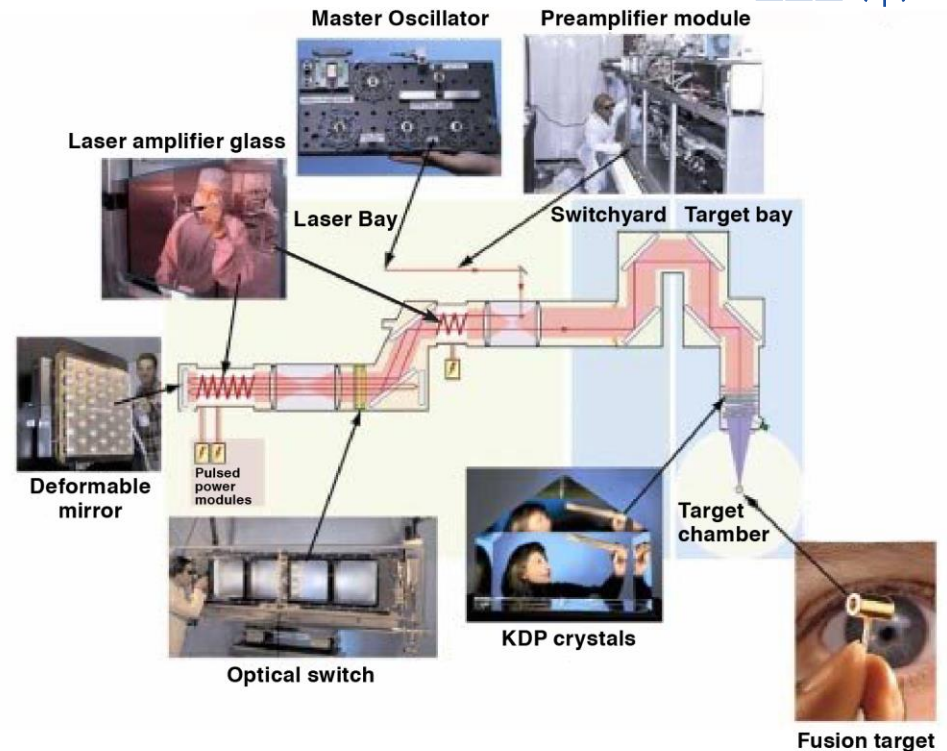 Master Oscillator
Preamplifier module
Laser amplifier glass
Laser Bay
Switchyard
Target bay
Pulsed
power
modules
Deformable
mirror
Target
chamber
KDP crystals
Optical switch
Fusion target